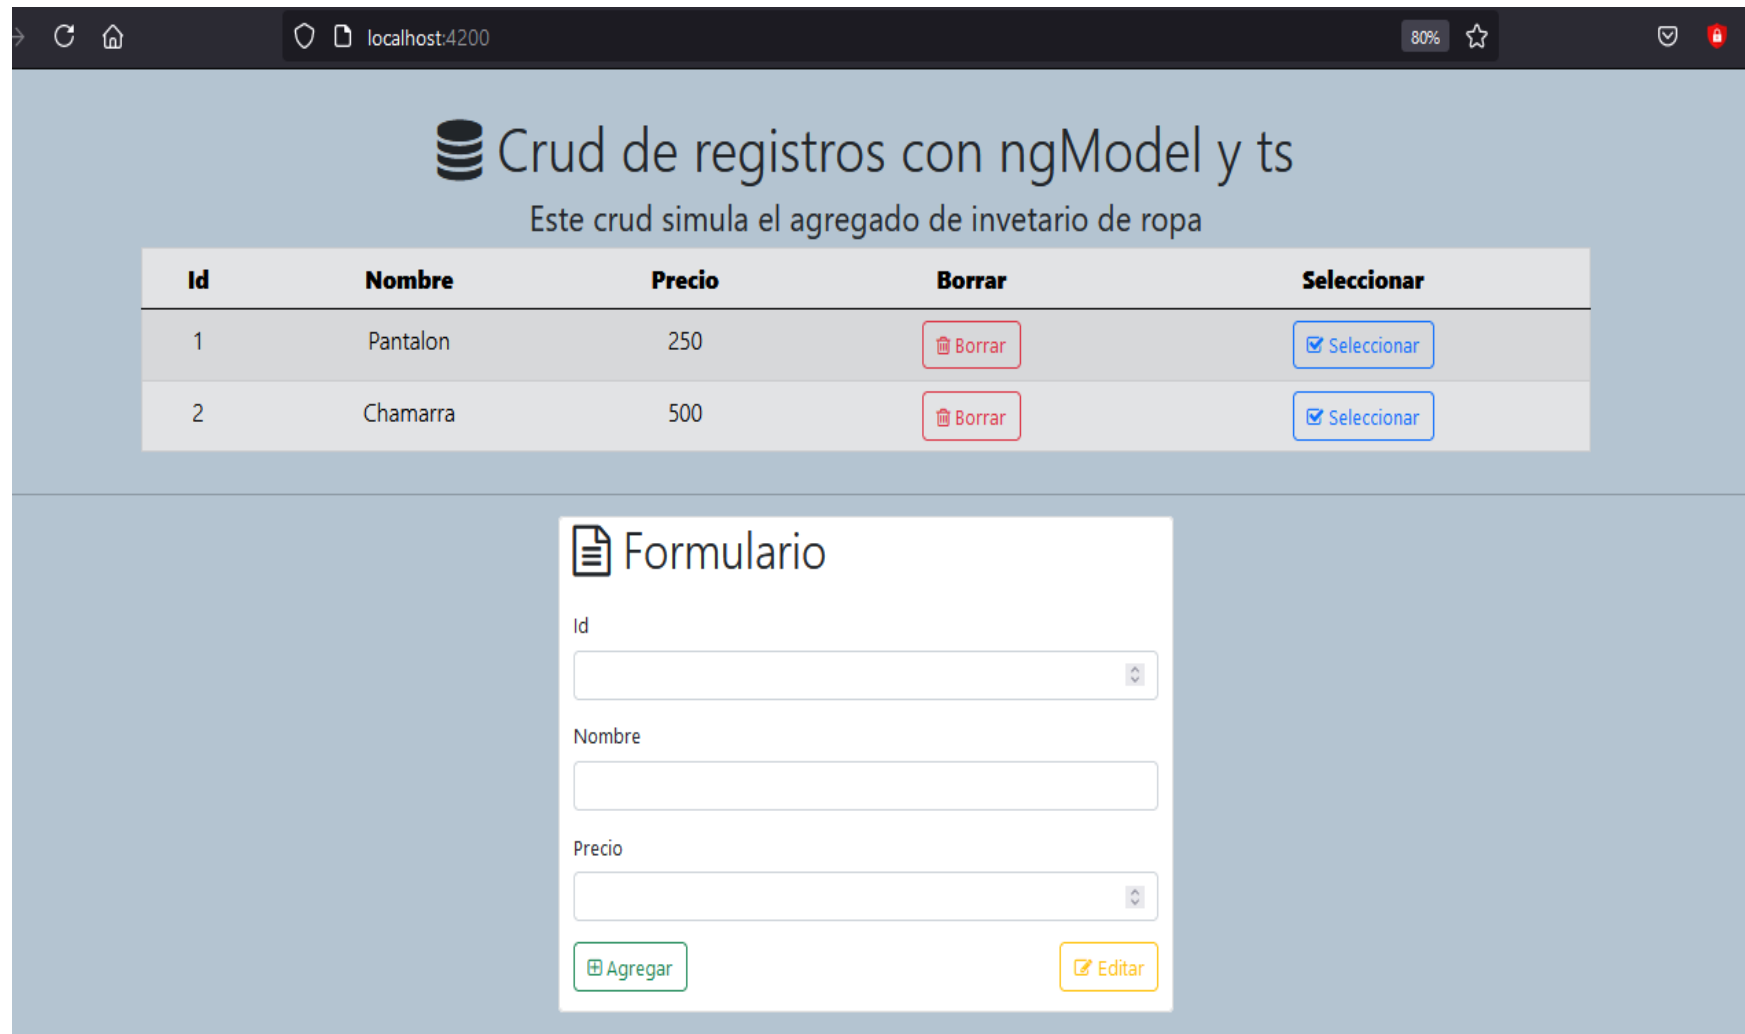 localhost:4200 80%
Crud de registros con ngModel y ts
Este crud simula el agregado de invetario de ropa
Id Nombre Precio Borrar Seleccionar
1 Pantalon 250 Borrar Seleccionar
2 Chamarra 500 Borrar Seleccionar
Formulario
Id
Nombre
Precio
Agregar Editar